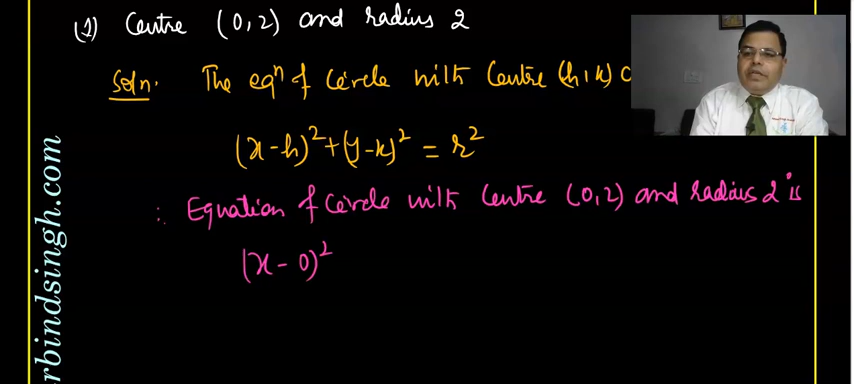 (1) Centre (0,2) and radius 2
Soln. The eqⁿ of circle with Centre (h,k)
(x-h)²+(y-k)² = r²
∴ Equation of circle with Centre (0,2) and radius 2 is
(x-0)²
rbindsingh.com